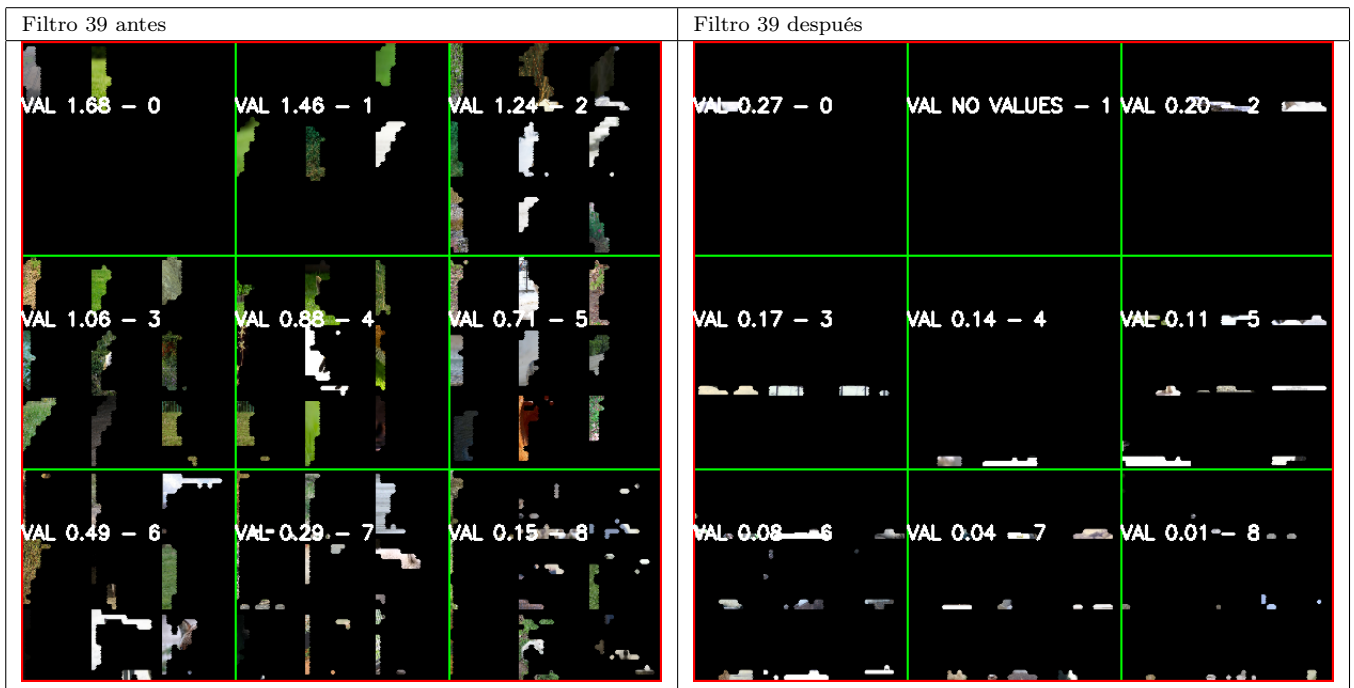 Filtro 39 antes
Filtro 39 después
VAL 1.68 - 0
VAL 1.46 - 1
VAL 1.24 - 2
VAL 0.27 - 0
VAL NO VALUES - 1
VAL 0.20 - 2
VAL 1.06 - 3
VAL 0.88 - 4
VAL 0.71 - 5
VAL 0.17 - 3
VAL 0.14 - 4
VAL 0.11 - 5
VAL 0.49 - 6
VAL 0.29 - 7
VAL 0.15 - 8
VAL 0.08 - 6
VAL 0.04 - 7
VAL 0.01 - 8